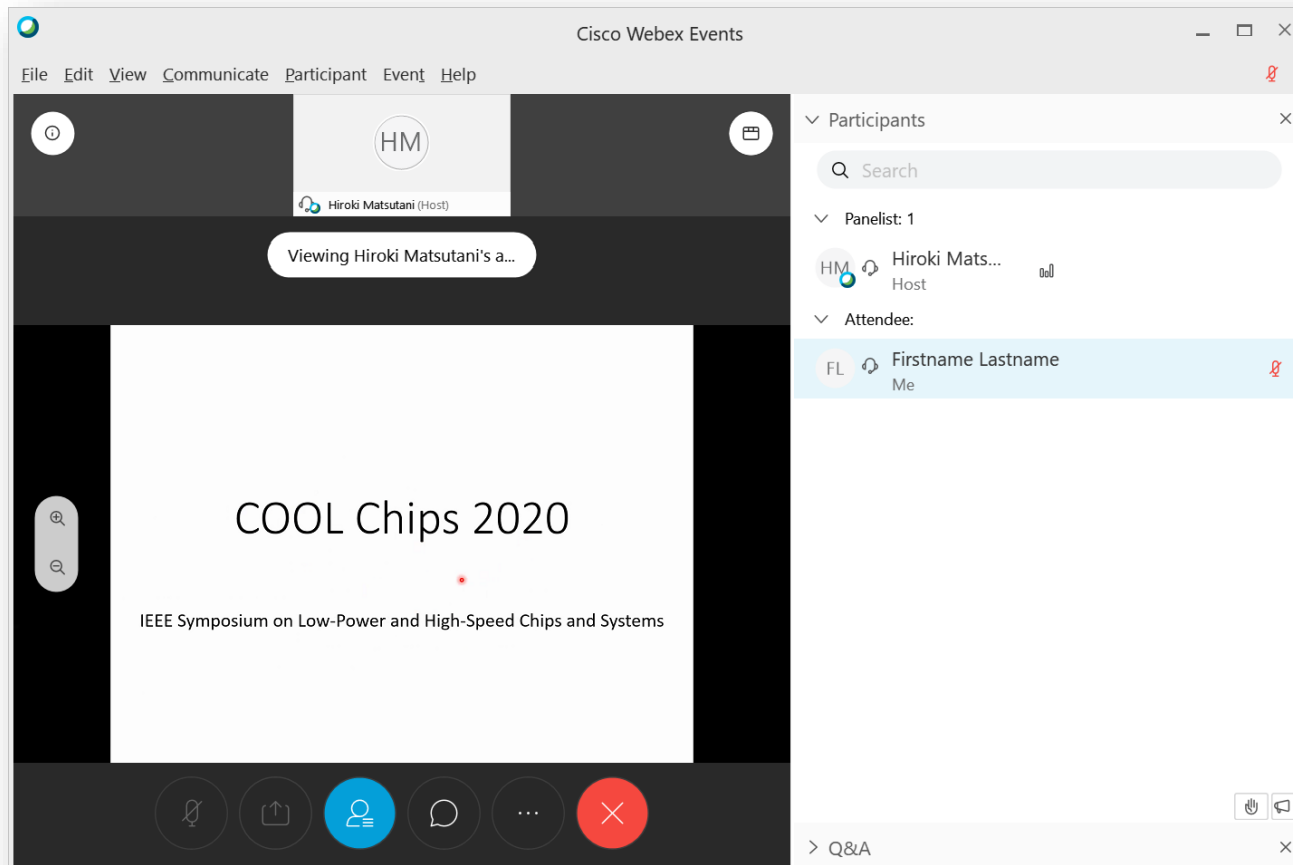 Cisco Webex Events
File Edit View Communicate Participant Event Help
HM
Hiroki Matsutani (Host)
Viewing Hiroki Matsutani's a...
COOL Chips 2020
IEEE Symposium on Low-Power and High-Speed Chips and Systems
Participants
Search
Panelist: 1
HM
Hiroki Mats...
Host
Attendee:
FL
Firstname Lastname
Me
Q&A